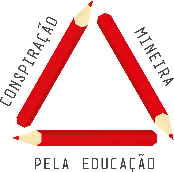 CONSPIRAÇÃO
MINEIRA
PELA EDUCAÇÃO